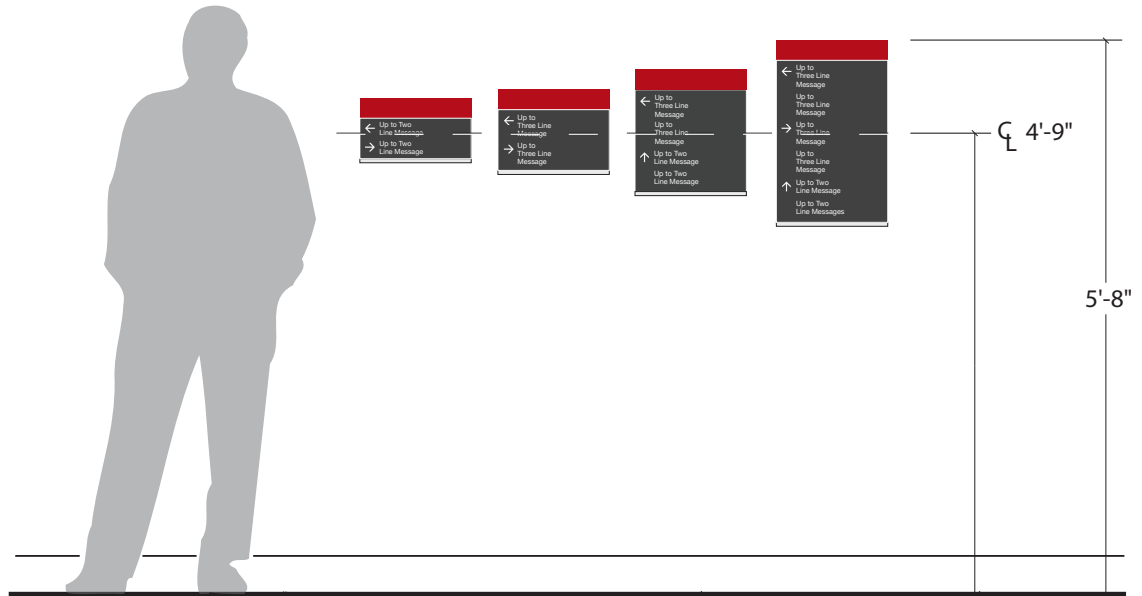 Up to Two
Line Message
Up to Two
Line Message
Up to
Three Line
Message
Up to
Three Line
Message
Up to
Three Line
Message
Up to
Three Line
Message
Up to Two
Line Message
Up to Two
Line Message
Up to
Three Line
Message
Up to
Three Line
Message
Up to
Three Line
Message
Up to
Three Line
Message
Up to Two
Line Message
Up to Two
Line Messages
CL 4'-9"
5'-8"